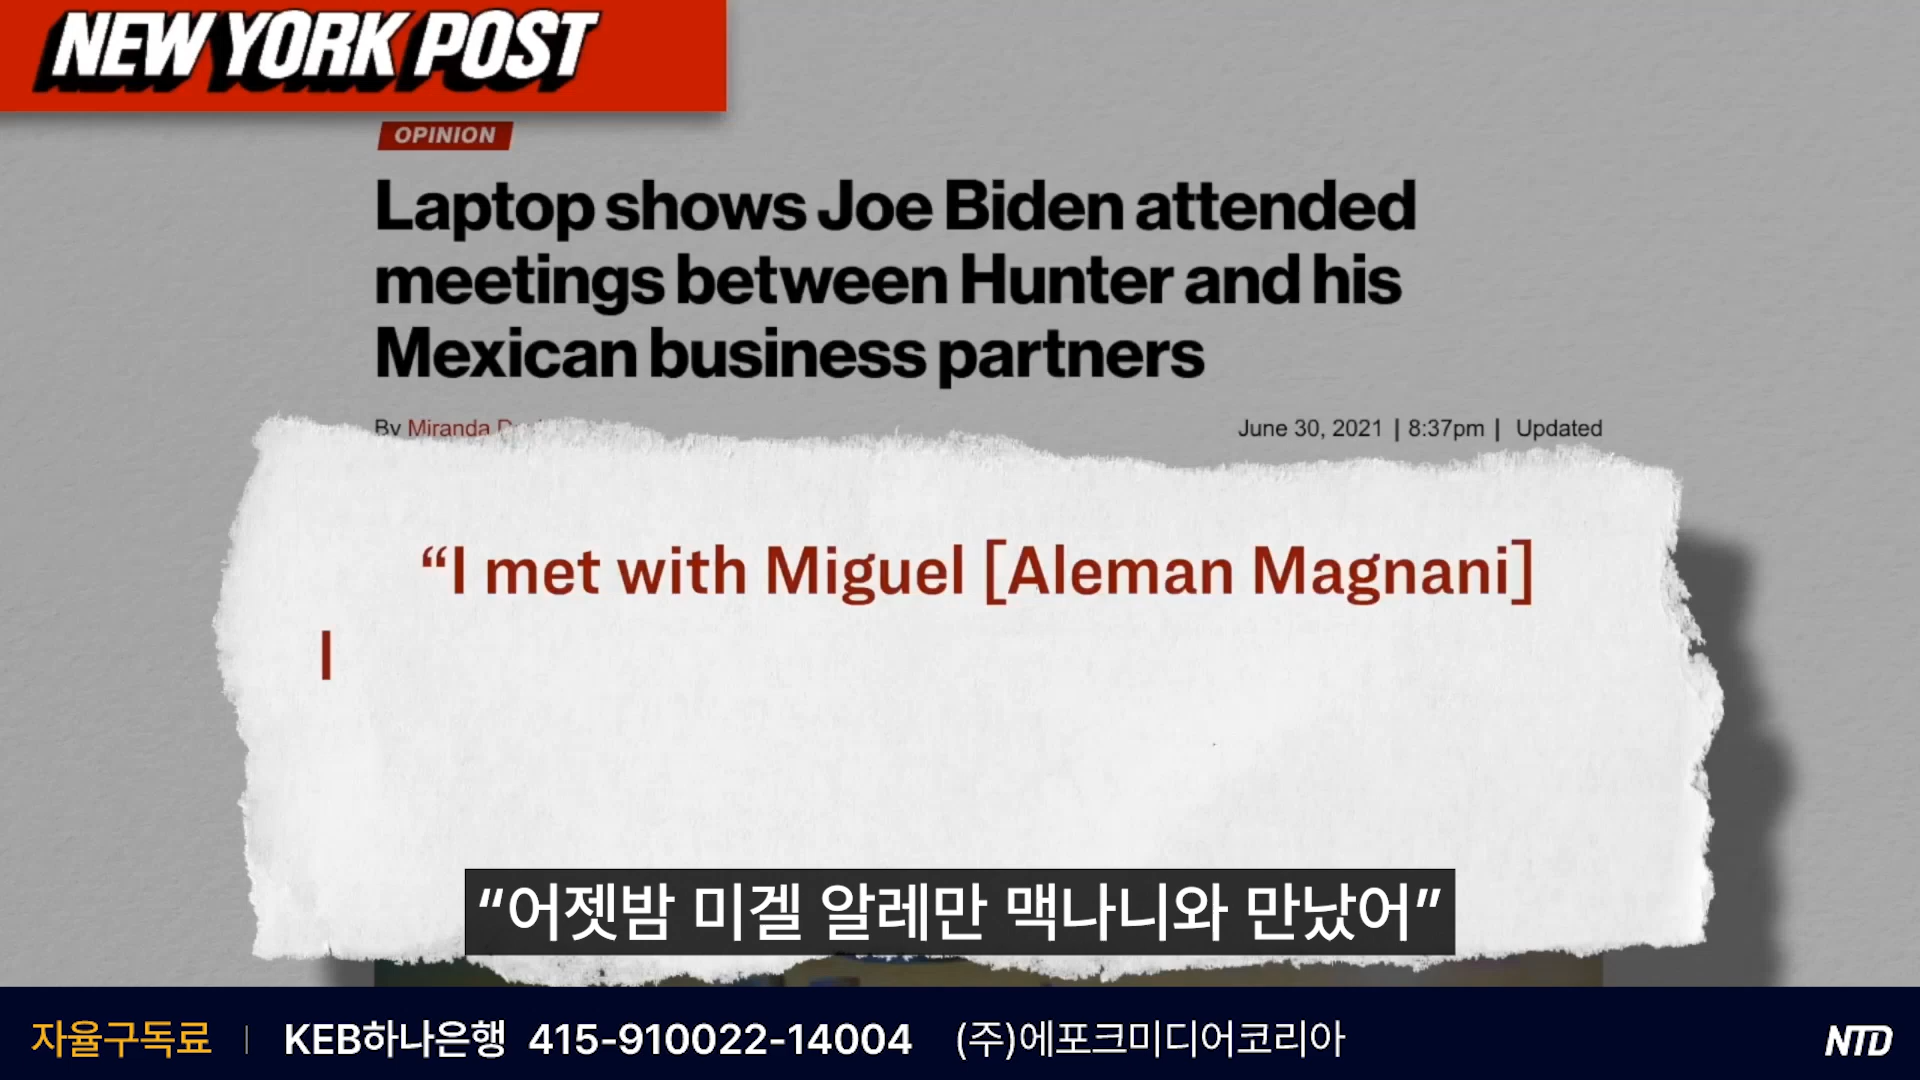 NEW YORK POST
OPINION
Laptop shows Joe Biden attended
meetings between Hunter and his
Mexican business partners
By Miranda
June 30, 2021 | 8:37pm | Updated
“I met with Miguel [Aleman Magnani]
l
“어젯밤 미겔 알레만 맥나니와 만났어”
자율구독료 | KEB하나은행 415-910022-14004 (주)에포크미디어코리아
NTD